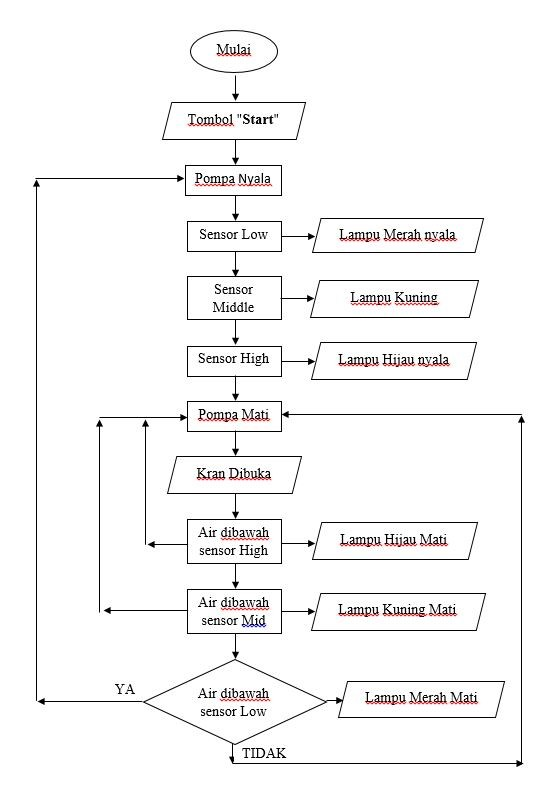 Mulai
Tombol "Start"
Pompa Nyala
Sensor Low
Lampu Merah nyala
Sensor
Middle
Lampu Kuning
Sensor High
Lampu Hijau nyala
Pompa Mati
Kran Dibuka
Air dibawah
sensor High
Lampu Hijau Mati
Air dibawah
sensor Mid
Lampu Kuning Mati
YA
Air dibawah
sensor Low
Lampu Merah Mati
TIDAK